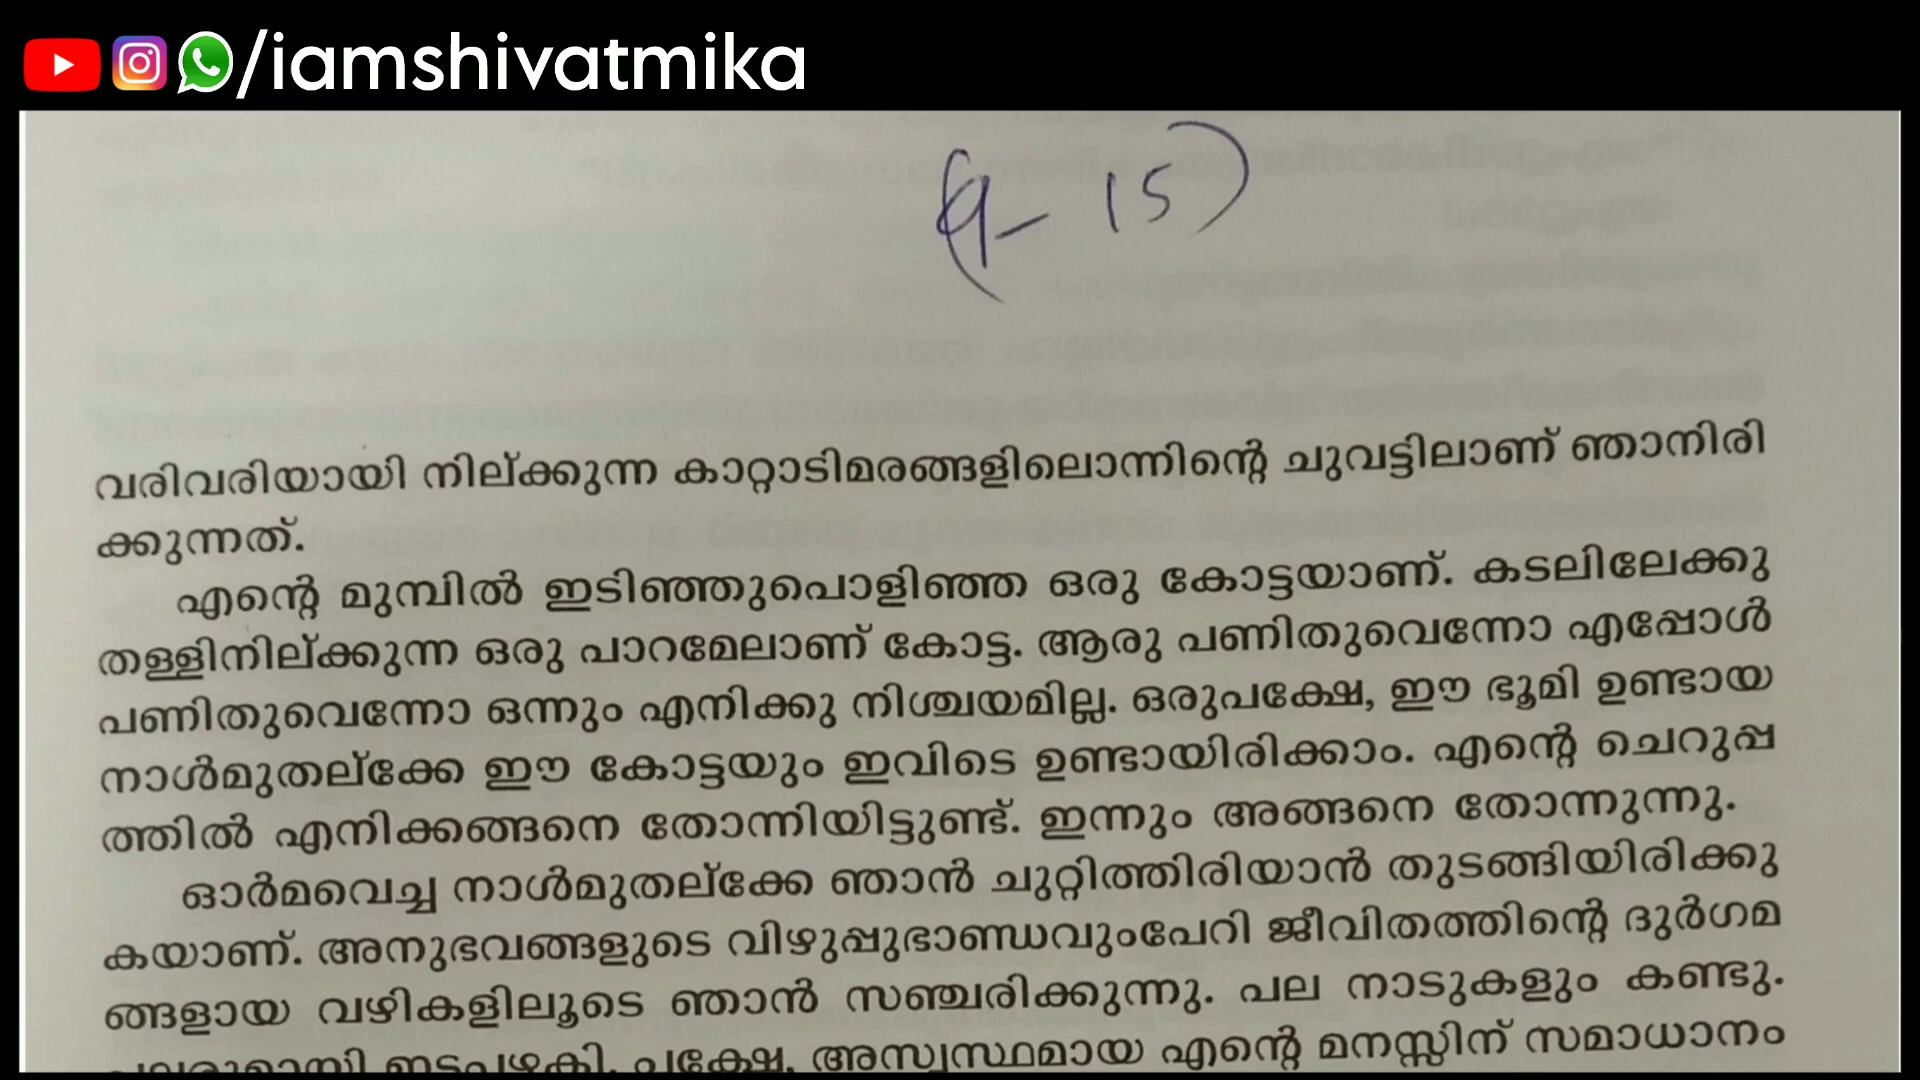 /iamshivatmika
(9-15)
വരിവരിയായി നില്ക്കുന്ന കാറ്റാടിമരങ്ങളിലൊന്നിന്റെ ചുവട്ടിലാണ് ഞാനിരി
ക്കുന്നത്.
എന്റെ മുമ്പിൽ ഇടിഞ്ഞുപൊളിഞ്ഞ ഒരു കോട്ടയാണ്. കടലിലേക്കു
തള്ളിനില്ക്കുന്ന ഒരു പാറമേലാണ് കോട്ട. ആരു പണിതുവെന്നോ എപ്പോൾ
പണിതുവെന്നോ ഒന്നും എനിക്കു നിശ്ചയമില്ല. ഒരുപക്ഷേ, ഈ ഭൂമി ഉണ്ടായ
നാൾമുതല്ക്കേ ഈ കോട്ടയും ഇവിടെ ഉണ്ടായിരിക്കാം. എന്റെ ചെറുപ്പ
ത്തിൽ എനിക്കങ്ങനെ തോന്നിയിട്ടുണ്ട്. ഇന്നും അങ്ങനെ തോന്നുന്നു.
ഓർമവെച്ച നാൾമുതല്ക്കേ ഞാൻ ചുറ്റിത്തിരിയാൻ തുടങ്ങിയിരിക്കു
കയാണ്. അനുഭവങ്ങളുടെ വിഴുപ്പുഭാണ്ഡവുംപേറി ജീവിതത്തിന്റെ ദുർഗമ
ങ്ങളായ വഴികളിലൂടെ ഞാൻ സഞ്ചരിക്കുന്നു. പല നാടുകളും കണ്ടു.
പലരുമായി ഇടപഴകി. പക്ഷേ, അസ്വസ്ഥമായ എന്റെ മനസ്സിന് സമാധാനം